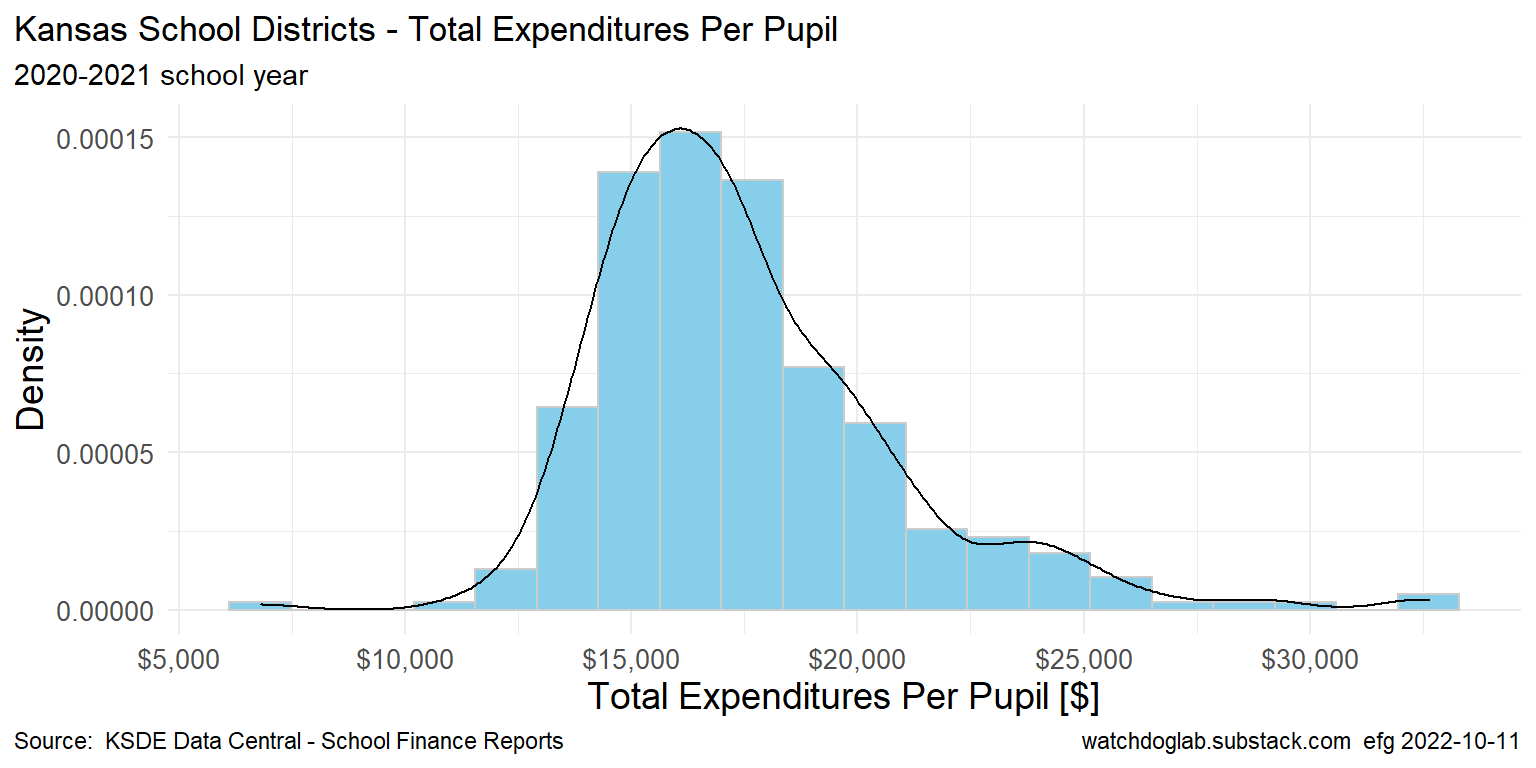 Kansas School Districts - Total Expenditures Per Pupil
2020-2021 school year
0.00015
0.00010
0.00005
0.00000
Density
$5,000 $10,000 $15,000 $20,000 $25,000 $30,000
Total Expenditures Per Pupil [$]
Source:  KSDE Data Central - School Finance Reports
watchdoglab.substack.com  efg 2022-10-11